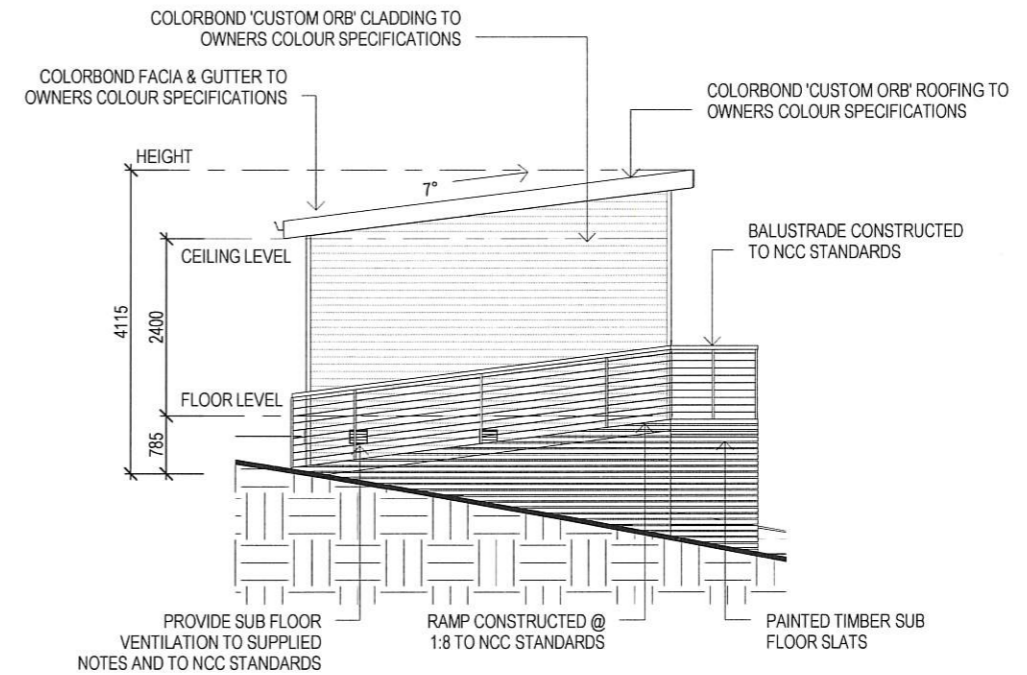 COLORBOND 'CUSTOM ORB' CLADDING TO
OWNERS COLOUR SPECIFICATIONS
COLORBOND FACIA & GUTTER TO
OWNERS COLOUR SPECIFICATIONS
COLORBOND 'CUSTOM ORB' ROOFING TO
OWNERS COLOUR SPECIFICATIONS
HEIGHT
7°
BALUSTRADE CONSTRUCTED
TO NCC STANDARDS
CEILING LEVEL
4115
2400
FLOOR LEVEL
785
PROVIDE SUB FLOOR
VENTILATION TO SUPPLIED
NOTES AND TO NCC STANDARDS
RAMP CONSTRUCTED @
1:8 TO NCC STANDARDS
PAINTED TIMBER SUB
FLOOR SLATS